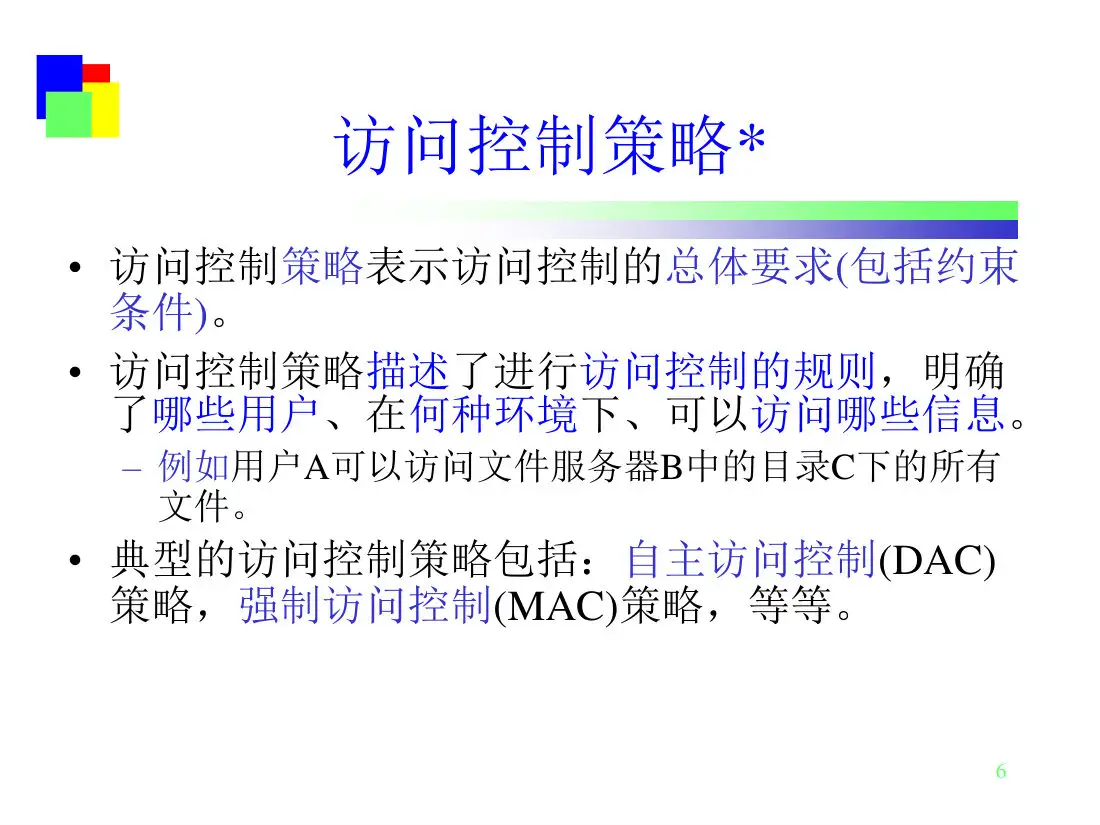 访问控制策略*
• 访问控制策略表示访问控制的总体要求(包括约束
条件)。
• 访问控制策略描述了进行访问控制的规则，明确
了哪些用户、在何种环境下、可以访问哪些信息。
– 例如用户A可以访问文件服务器B中的目录C下的所有
文件。
• 典型的访问控制策略包括：自主访问控制(DAC)
策略，强制访问控制(MAC)策略，等等。
6